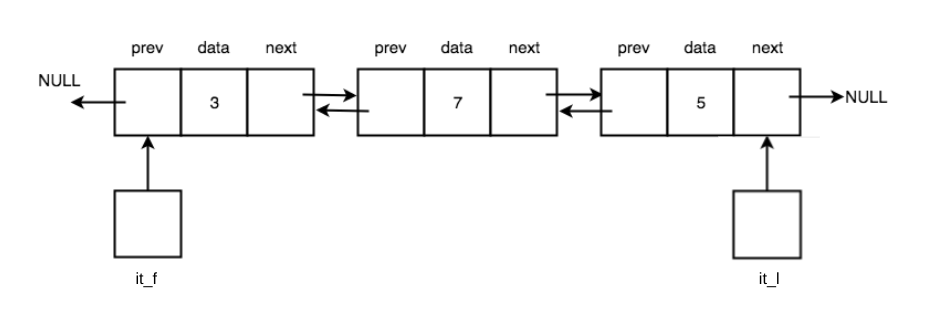 prev data next prev data next prev data next
NULL
3 7 5
NULL
it_f it_l